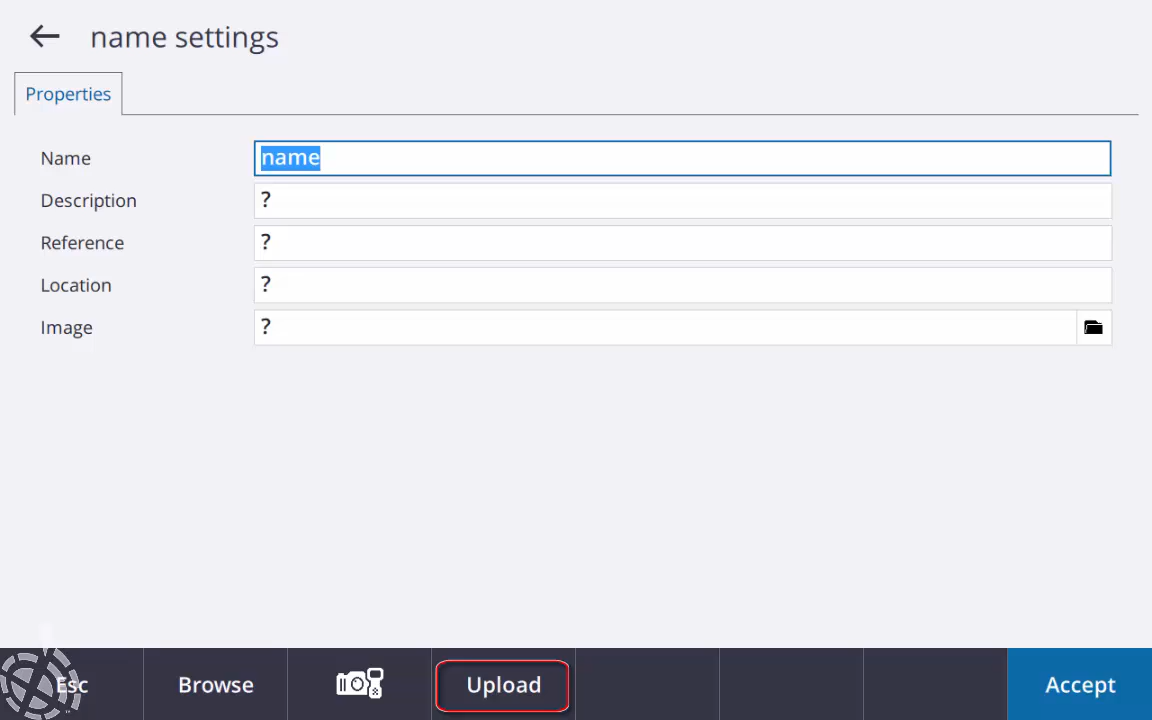 name settings
Properties
Name name
Description ?
Reference ?
Location ?
Image ?
Esc Browse Upload Accept